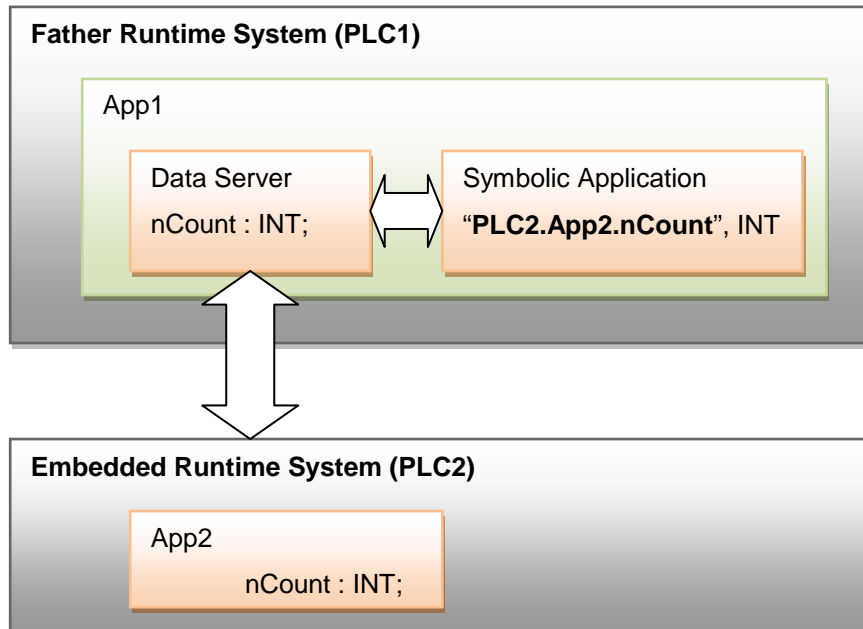 Father Runtime System (PLC1)
App1
Data Server
nCount : INT;
Symbolic Application
“PLC2.App2.nCount”, INT
Embedded Runtime System (PLC2)
App2
nCount : INT;